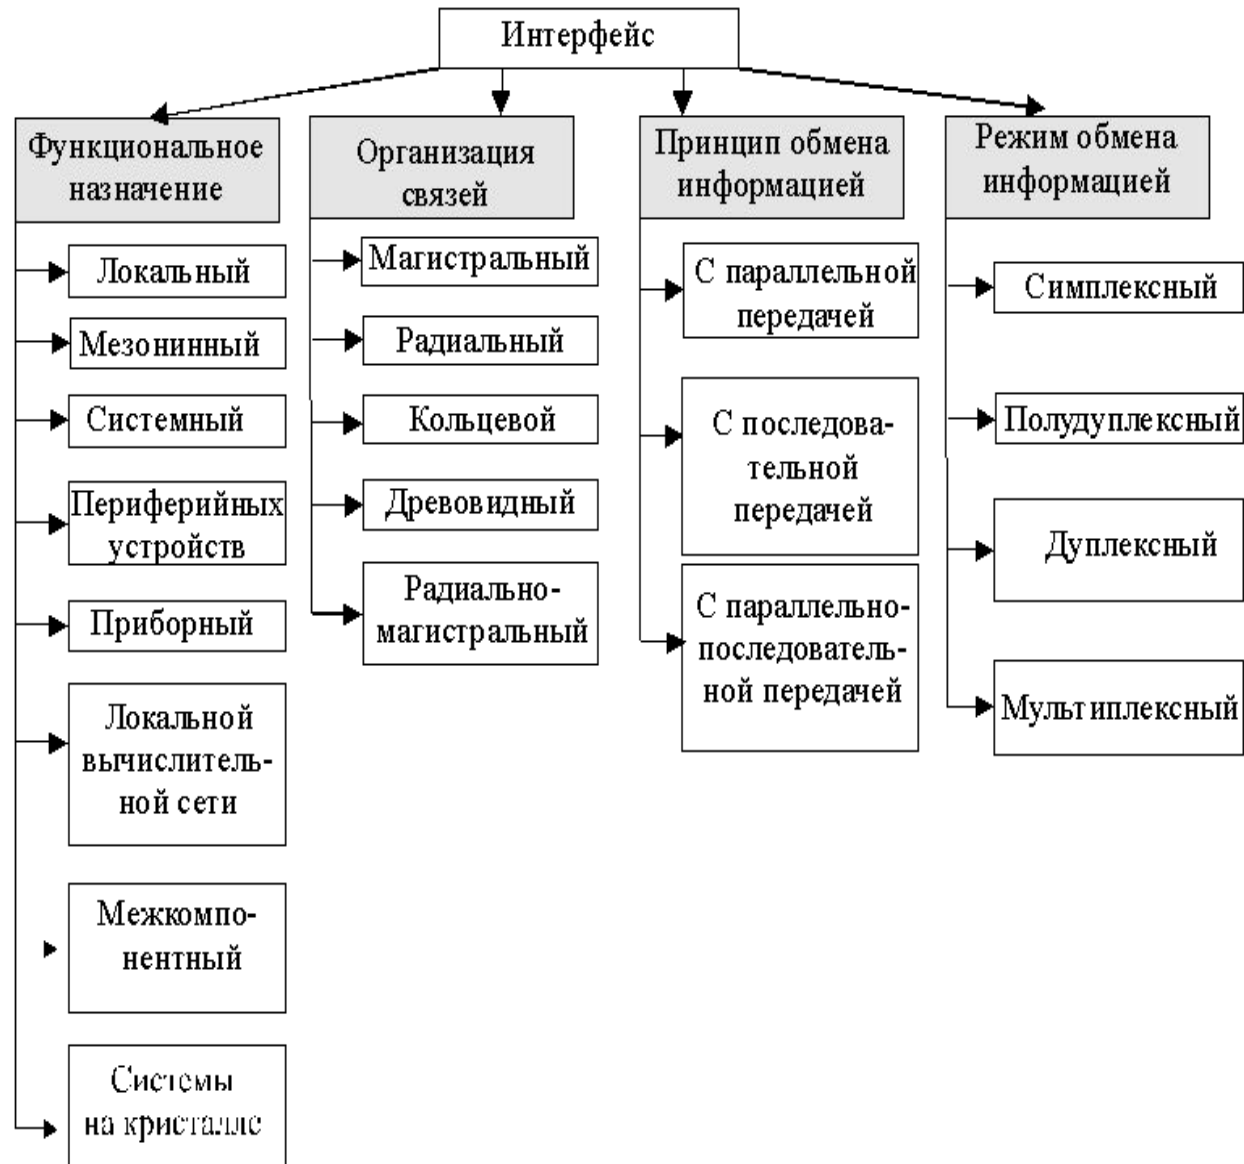 Интерфейс
Функциональное
назначение
Локальный
Мезонинный
Системный
Периферийных
устройств
Приборный
Локальной
вычислитель-
ной сети
Межкомпо-
нентный
Системы
на кристалле
Организация
связей
Магистральный
Радиальный
Кольцевой
Древовидный
Радиально-
магистральный
Принцип обмена
информацией
С параллельной
передачей
С последова-
тельной
передачей
С параллельно-
последователь-
ной передачей
Режим обмена
информацией
Симплексный
Полудуплексный
Дуплексный
Мультиплексный